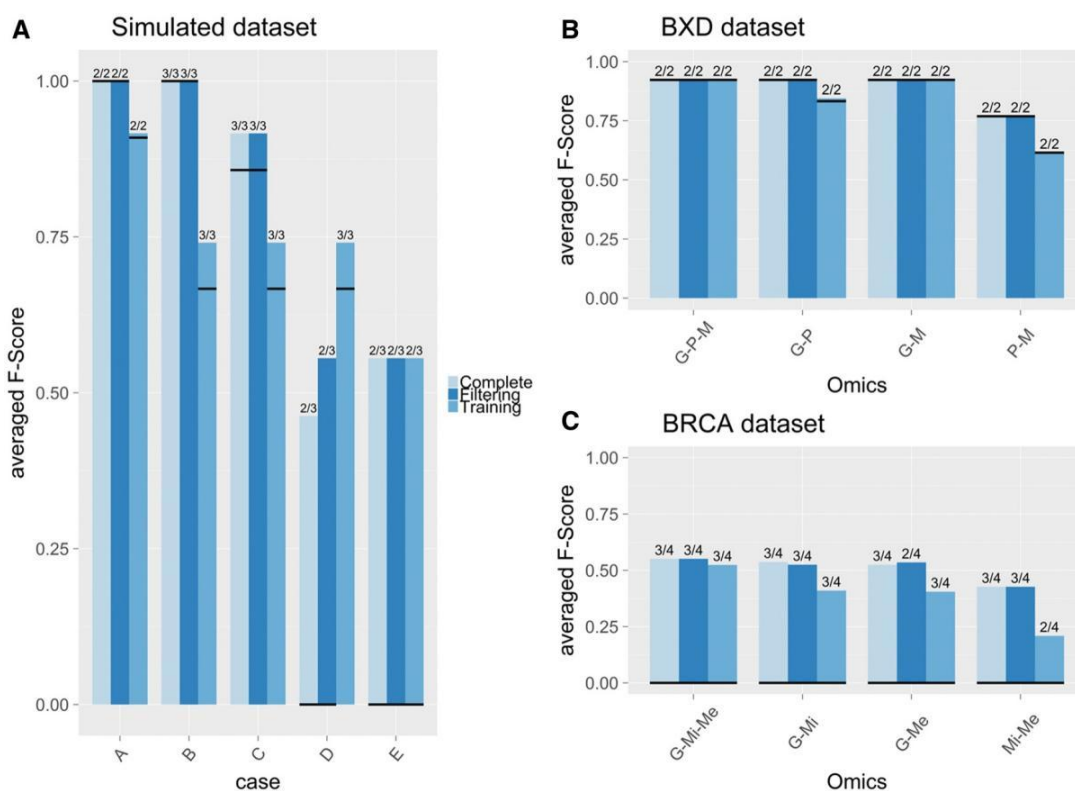 A
Simulated dataset
2/2 2/2
3/3 3/3
2/2
3/3 3/3
3/3
3/3
3/3
2/3
2/3
2/3 2/3 2/3
1.00
0.75
0.50
0.25
0.00
averaged F-Score
A
B
C
D
E
case
Complete
Filtering
Training
B
BXD dataset
2/2 2/2 2/2
2/2 2/2
2/2
2/2 2/2 2/2
2/2 2/2
2/2
1.00
0.75
0.50
0.25
0.00
averaged F-Score
G-P-M
G-P
G-M
P-M
Omics
C
BRCA dataset
3/4 3/4 3/4
3/4 3/4
3/4
3/4 2/4
3/4
3/4 3/4
2/4
1.00
0.75
0.50
0.25
0.00
averaged F-Score
G-Mi-Me
G-Mi
G-Me
Mi-Me
Omics